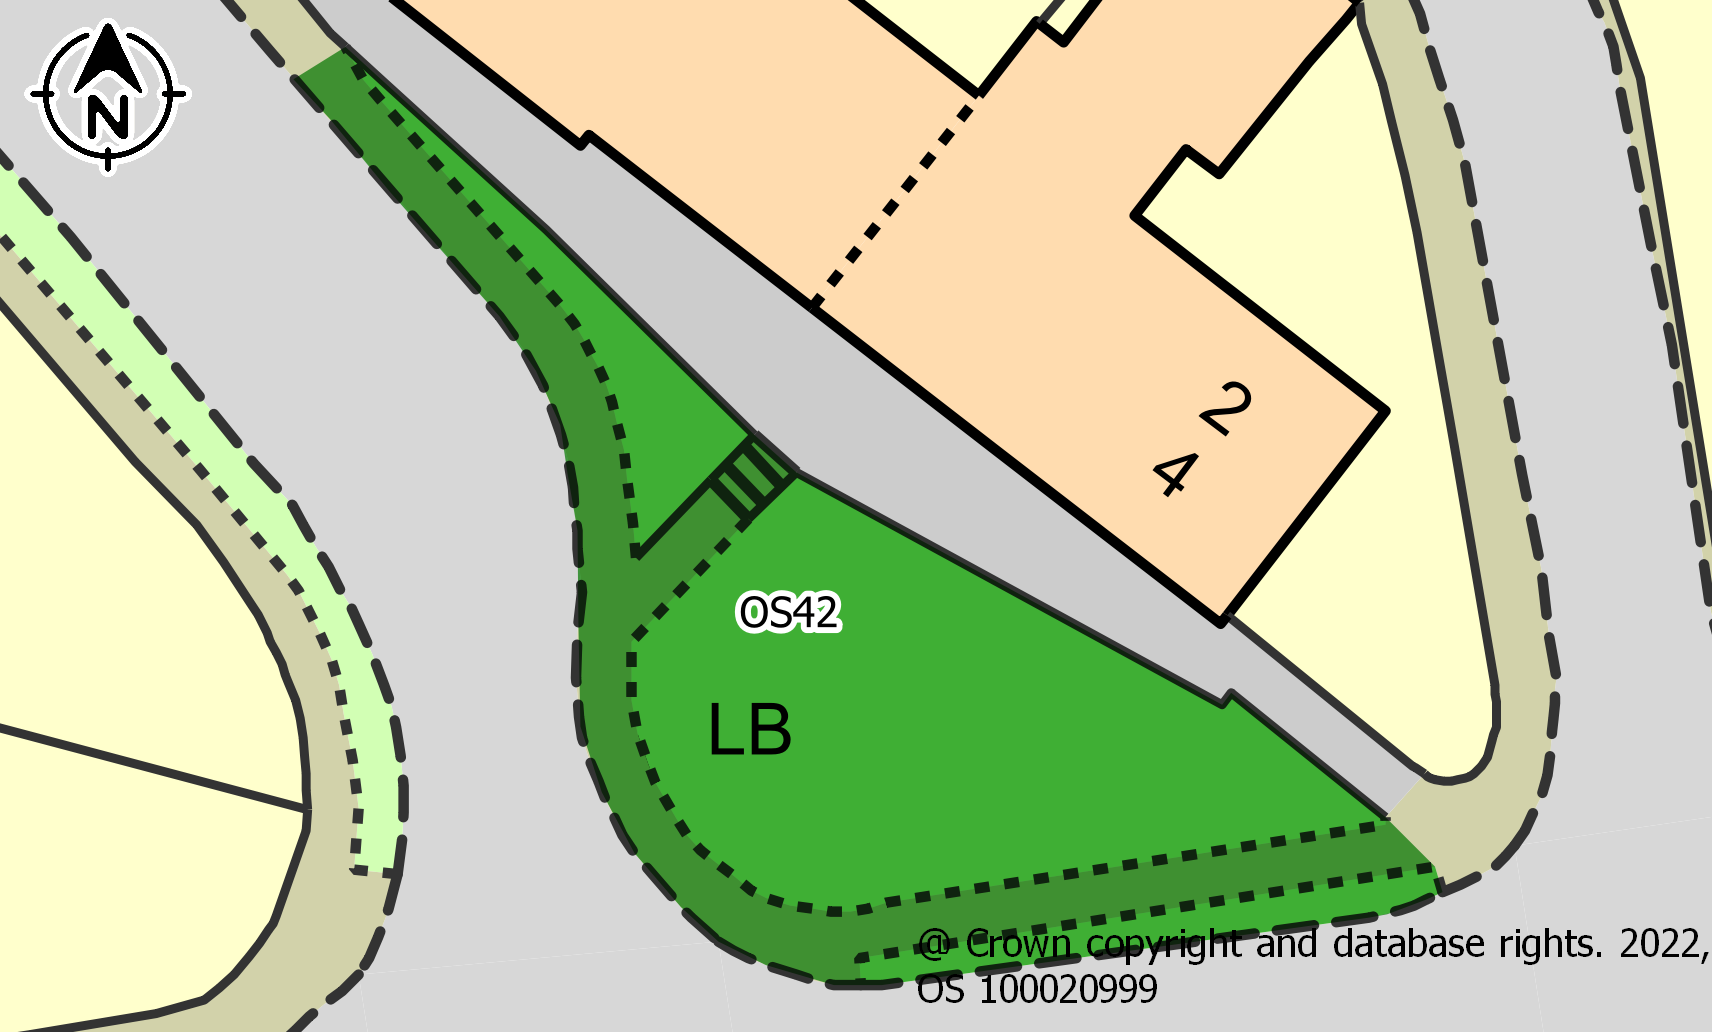 N
2
4
OS42
LB
@ Crown copyright and database rights. 2022,
OS 100020999